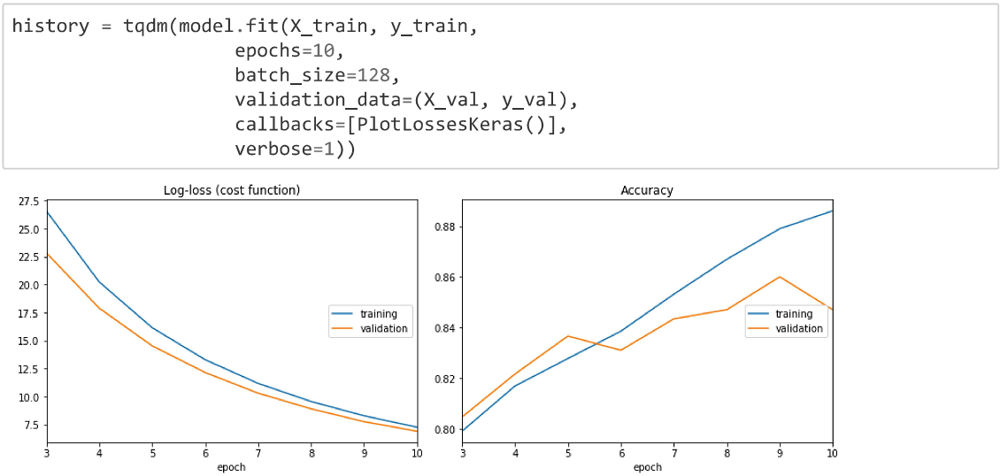 history = tqdm(model.fit(X_train, y_train,
epochs=10,
batch_size=128,
validation_data=(X_val, y_val),
callbacks=[PlotLossesKeras()],
verbose=1))
Log-loss (cost function)
27.5
25.0
22.5
20.0
17.5
15.0
12.5
10.0
7.5
training
validation
3 4 5 6 7 8 9 10
epoch
Accuracy
0.88
0.86
0.84
0.82
0.80
training
validation
3 4 5 6 7 8 9 10
epoch